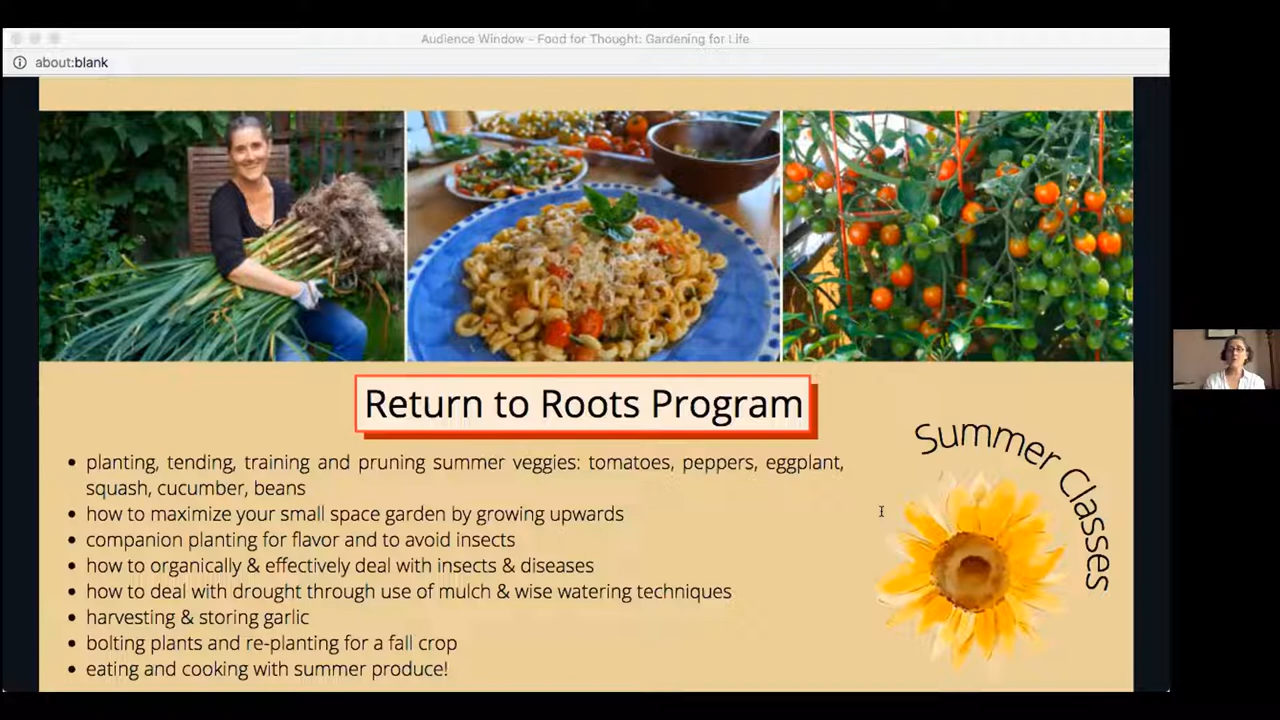 Audience Window – Food for Thought: Gardening for Life
about:blank
Return to Roots Program
Summer Classes
• planting, tending, training and pruning summer veggies: tomatoes, peppers, eggplant,
squash, cucumber, beans
• how to maximize your small space garden by growing upwards
• companion planting for flavor and to avoid insects
• how to organically & effectively deal with insects & diseases
• how to deal with drought through use of mulch & wise watering techniques
• harvesting & storing garlic
• bolting plants and re-planting for a fall crop
• eating and cooking with summer produce!